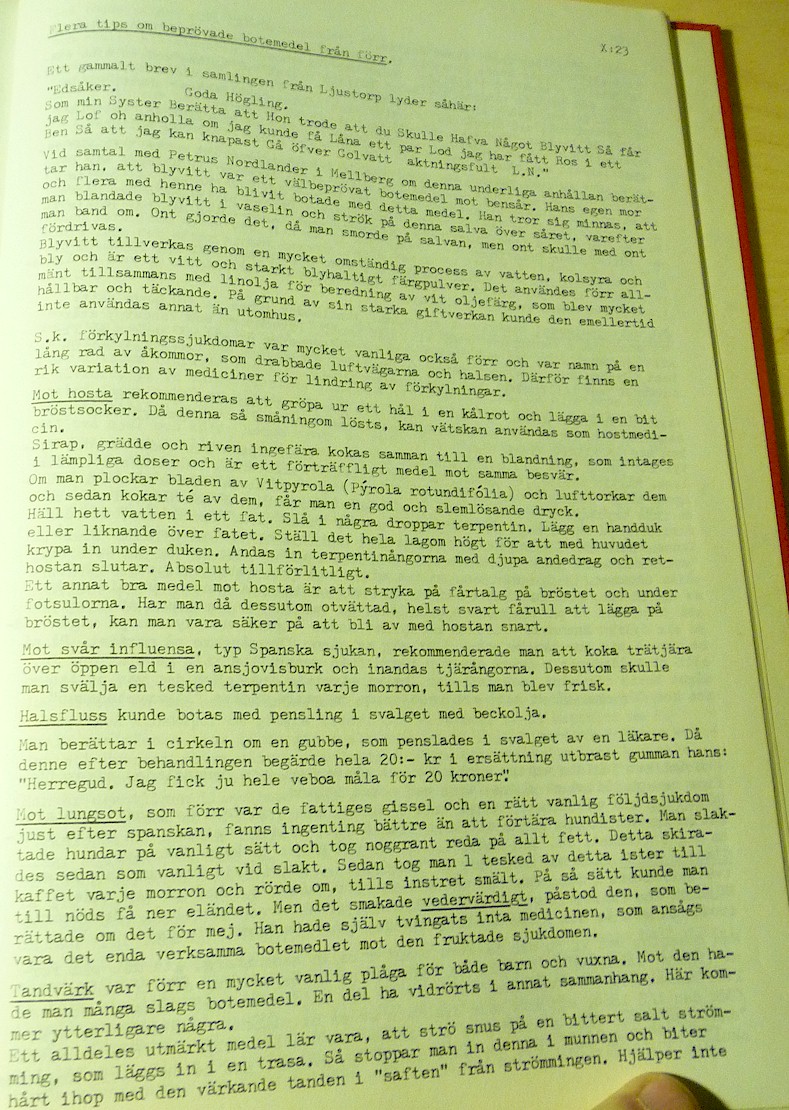 Flera tips om beprövade botemedel från förr.
X:23
Ett gammalt brev i samlingen från Ljustorp lyder såhär:
"Edsåker. Goda Högling.
Som min Syster Berätta att Hon trode att du Skulle Hafva Något Blyvitt Så får
jag Lof oh anholla om jag kunde få Låna ett par Lod jag har fått Ros i ett
Ben Så att jag kan knapast Gå öfver Golvatt aktningsfult L.N."
Vid samtal med Petrus Nordlander i Mellberg om denna underliga anhållan berät-
tar han, att blyvitt var ett välbeprövat botemedel mot bensår. Hans egen mor
och flera med henne ha blivit botade med detta medel. Han tror sig minnas, att
man blandade blyvitt i vaselin och strök på denna salva över såret, varefter
man band om. Ont gjorde det, då man smorde på salvan, men ont skulle med ont
fördrivas.
Blyvitt tillverkas genom en mycket omständig process av vatten, kolsyra och
bly och är ett vitt och starkt blyhaltigt färgpulver. Det användes förr all-
mänt tillsammans med linolja för beredning av vit oljefärg, som blev mycket
hållbar och täckande. På grund av sin starka giftverkan kunde den emellertid
inte användas annat än utomhus.
S.k. förkylningssjukdomar var mycket vanliga också förr och var namn på en
lång rad av åkommor, som drabbade luftvägarna och halsen. Därför finns en
rik variation av mediciner för lindring av förkylningar.
Mot hosta rekommenderas att gröpa ur ett hål i en kålrot och lägga i en bit
bröstsocker. Då denna så småningom lösts, kan vätskan användas som hostmedi-
cin.
Sirap, grädde och riven ingefära kokas samman till en blandning, som intages
i lämpliga doser och är ett förträffligt medel mot samma besvär.
Om man plockar bladen av Vitpyrola (Pyrola rotundifólia) och lufttorkar dem
och sedan kokar té av dem, får man en god och slemlösande dryck.
Häll hett vatten i ett fat. Slå i några droppar terpentin. Lägg en handduk
eller liknande över fatet. Ställ det hela lagom högt för att med huvudet
krypa in under duken. Andas in terpentinångorna med djupa andedrag och ret-
hostan slutar. Absolut tillförlitligt.
Ett annat bra medel mot hosta är att stryka på fårtalg på bröstet och under
fotsulorna. Har man då dessutom otvättad, helst svart fårull att lägga på
bröstet, kan man vara säker på att bli av med hostan snart.
Mot svår influensa, typ Spanska sjukan, rekommenderade man att koka trätjära
över öppen eld i en ansjovisburk och inandas tjärångorna. Dessutom skulle
man svälja en tesked terpentin varje morron, tills man blev frisk.
Halsfluss kunde botas med pensling i svalget med beckolja.
Man berättar i cirkeln om en gubbe, som penslades i svalget av en läkare. Då
denne efter behandlingen begärde hela 20:- kr i ersättning utbrast gumman hans:
"Herregud. Jag fick ju hele veboa måla för 20 kroner".
Mot lungsot, som förr var de fattiges gissel och en rätt vanlig följdsjukdom
just efter spanskan, fanns ingenting bättre än att förtära hundister. Man slak-
tade hundar på vanligt sätt och tog noggrant reda på allt fett. Detta skira-
des sedan som vanligt vid slakt. Sedan tog man 1 tesked av detta ister till
kaffet varje morron och rörde om, tills instret smält. På så sätt kunde man
till nöds få ner eländet. Men det smakade vedervärdigt, påstod den, som be-
rättade om det för mej. Han hade själv tvingats inta medicinen, som ansågs
vara det enda verksamma botemedlet mot den fruktade sjukdomen.
Tandvärk var förr en mycket vanlig plåga för både barn och vuxna. Mot den ha-
de man många slags botemedel. En del ha vidrörts i annat sammanhang. Här kom-
mer ytterligare några.
Ett alldeles utmärkt medel lär vara, att strö snus på en bittert salt ström-
ming, som läggs in i en trasa. Så stoppar man in denna i munnen och biter
hårt ihop med den värkande tanden i "saften" från strömmingen. Hjälper inte